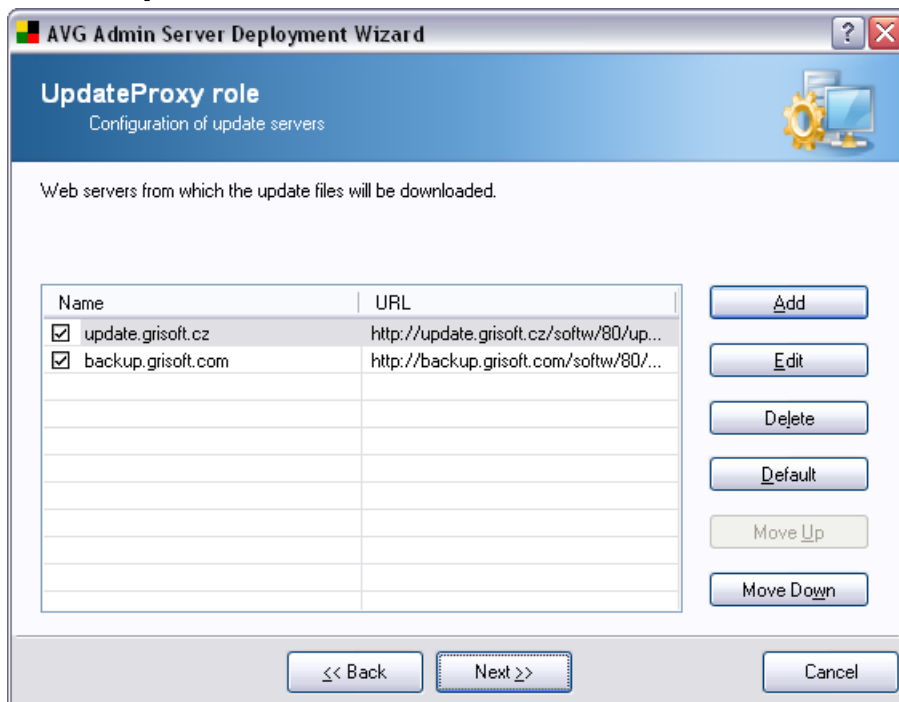 AVG Admin Server Deployment Wizard
UpdateProxy role
Configuration of update servers
Web servers from which the update files will be downloaded.
Name URL
update.grisoft.cz http://update.grisoft.cz/softw/80/up...
backup.grisoft.com http://backup.grisoft.com/softw/80/...
Add
Edit
Delete
Default
Move Up
Move Down
<< Back Next >> Cancel